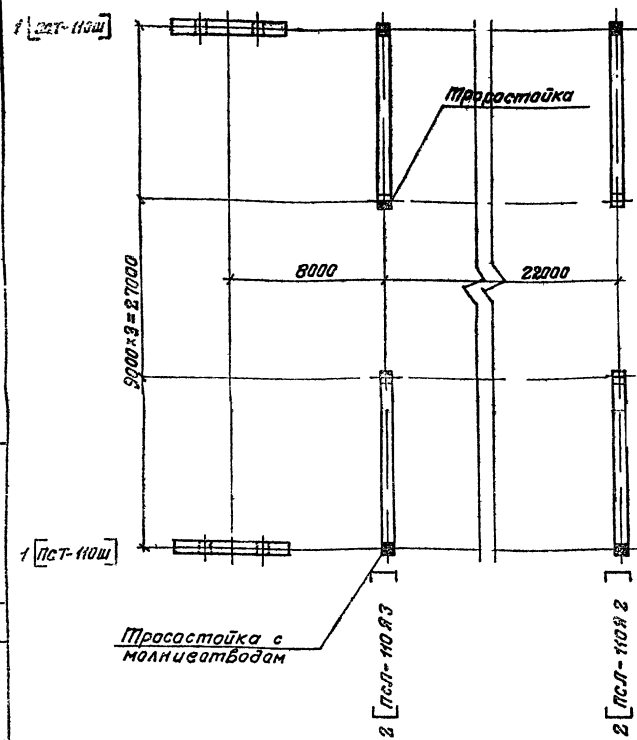 1 [ПСТ-110Ш]
Тросостойка
8000
22000
9000×3=27000
1 [ПСТ-110Ш]
Тросостойка с
молниеотводом
2 [ПСЛ-110Я3]
2 [ПСЛ-110Я2]